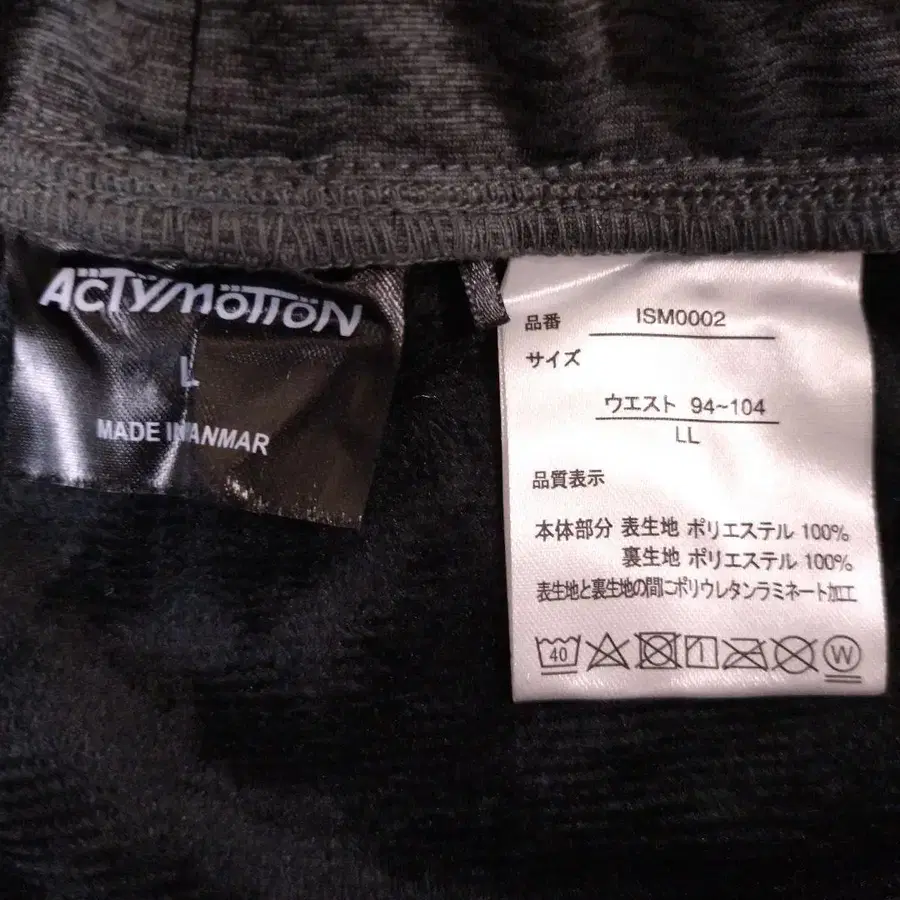 ACTYMOTION
L
MADE IN ANMAR
品番 ISM0002
サイズ
ウエスト 94~104
LL
品質表示
本体部分 表生地 ポリエステル 100%
裏生地 ポリエステル 100%
表生地と裏生地の間にポリウレタンラミネート加工
40
W